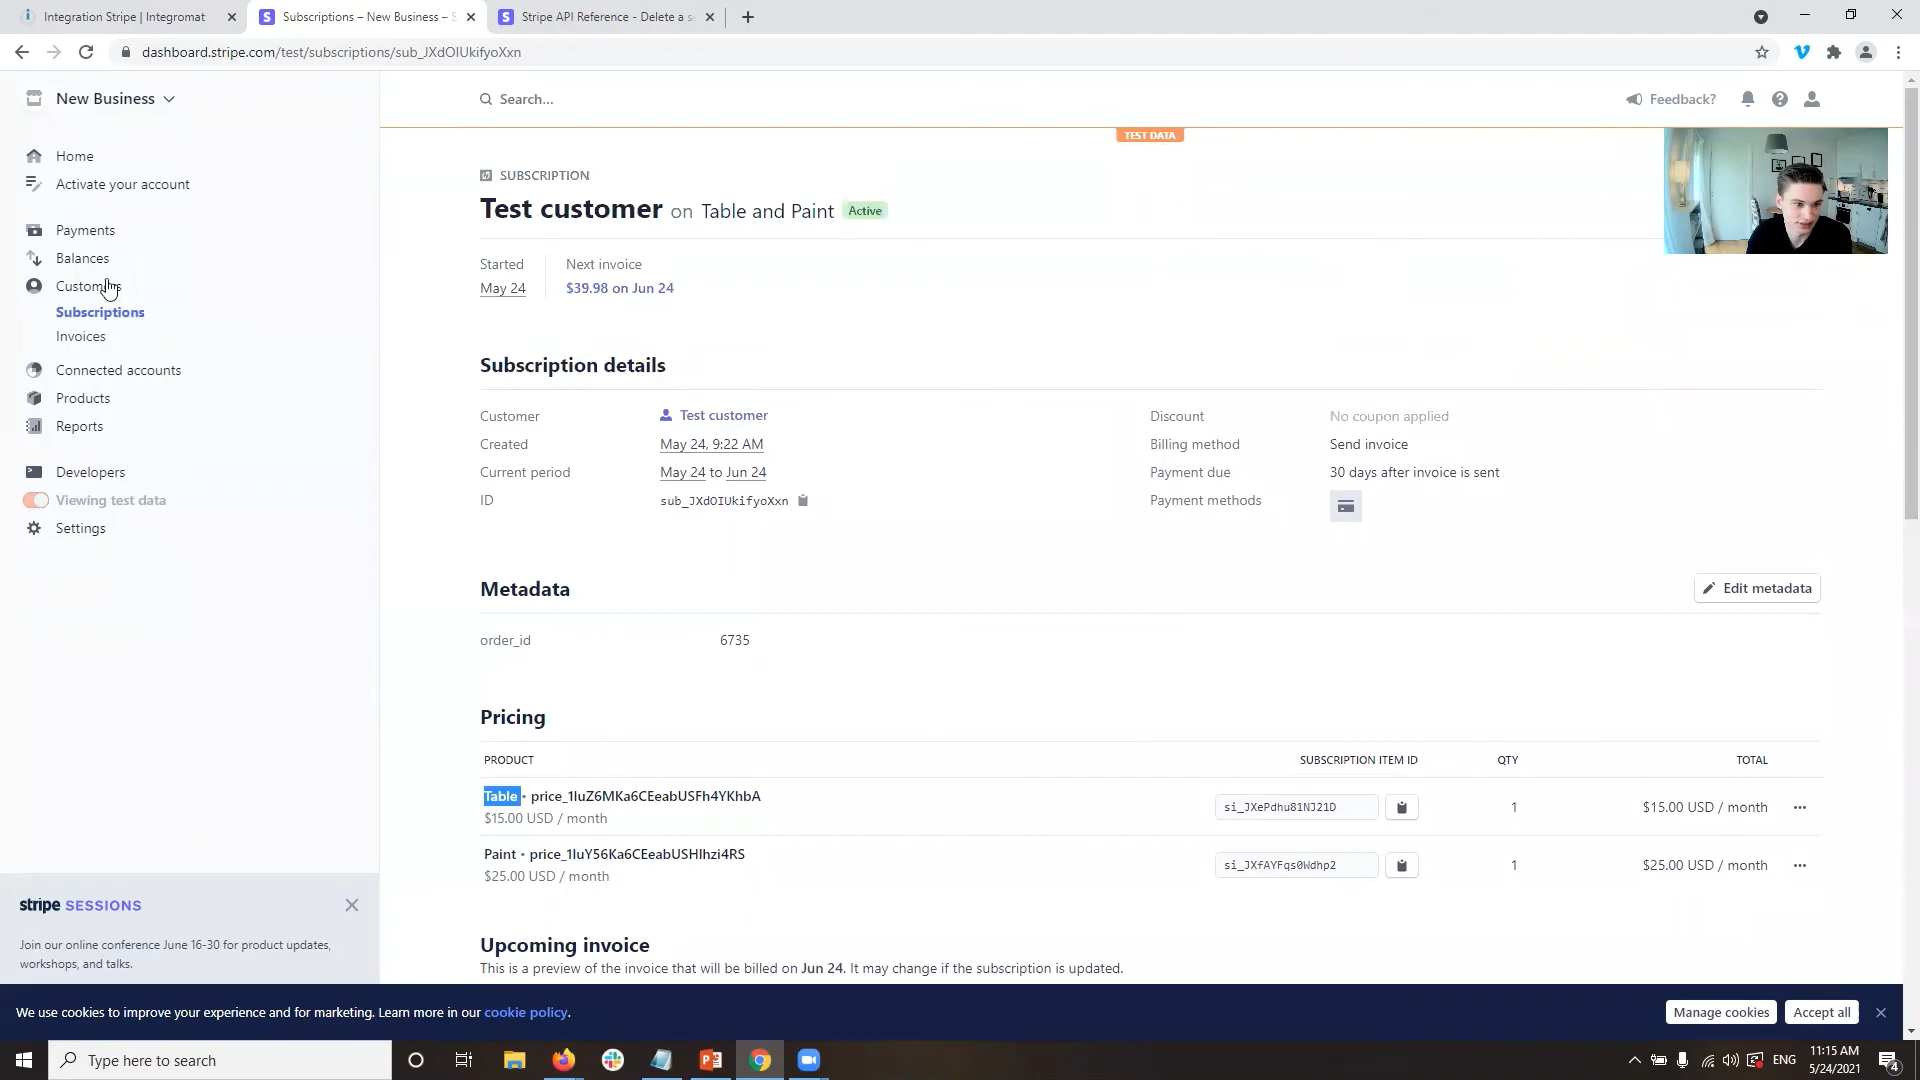 Integration Stripe | Integromat
Subscriptions – New Business – S
Stripe API Reference - Delete a s
dashboard.stripe.com/test/subscriptions/sub_JXdOIUkifyoXxn
New Business
Search...
Feedback?
TEST DATA
Home
Activate your account
Payments
Balances
Customers
Subscriptions
Invoices
Connected accounts
Products
Reports
Developers
Viewing test data
Settings
SUBSCRIPTION
Test customer on Table and Paint Active
Started
Next invoice
May 24
$39.98 on Jun 24
Subscription details
Customer Test customer
Created May 24, 9:22 AM
Current period May 24 to Jun 24
ID sub_JXdOIUkifyoXxn
Discount No coupon applied
Billing method Send invoice
Payment due 30 days after invoice is sent
Payment methods
Metadata
Edit metadata
order_id 6735
Pricing
PRODUCT SUBSCRIPTION ITEM ID QTY TOTAL
Table • price_1IuZ6MKa6CEeabUSFh4YKhbA
$15.00 USD / month
si_JXePdhu81NJ21D 1 $15.00 USD / month
Paint • price_1IuY56Ka6CEeabUSHIhzi4RS
$25.00 USD / month
si_JXfAYFqs0Wdhp2 1 $25.00 USD / month
Upcoming invoice
This is a preview of the invoice that will be billed on Jun 24. It may change if the subscription is updated.
stripe SESSIONS
Join our online conference June 16-30 for product updates,
workshops, and talks.
We use cookies to improve your experience and for marketing. Learn more in our cookie policy.
Manage cookies
Accept all
Type here to search
ENG
11:15 AM
5/24/2021
4